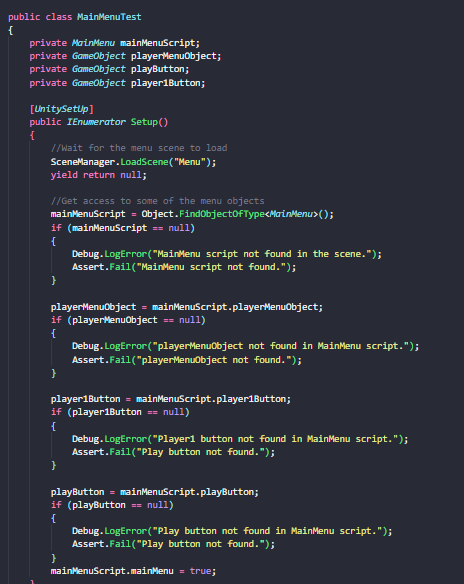 public class MainMenuTest
{
    private MainMenu mainMenuScript;
    private GameObject playerMenuObject;
    private GameObject playButton;
    private GameObject player1Button;

    [UnitySetUp]
    public IEnumerator Setup()
    {
        //Wait for the menu scene to load
        SceneManager.LoadScene("Menu");
        yield return null;

        //Get access to some of the menu objects
        mainMenuScript = Object.FindObjectOfType<MainMenu>();
        if (mainMenuScript == null)
        {
            Debug.LogError("MainMenu script not found in the scene.");
            Assert.Fail("MainMenu script not found.");
        }

        playerMenuObject = mainMenuScript.playerMenuObject;
        if (playerMenuObject == null)
        {
            Debug.LogError("playerMenuObject not found in MainMenu script.");
            Assert.Fail("playerMenuObject not found.");
        }

        player1Button = mainMenuScript.player1Button;
        if (player1Button == null)
        {
            Debug.LogError("Player1 button not found in MainMenu script.");
            Assert.Fail("Play button not found.");
        }

        playButton = mainMenuScript.playButton;
        if (playButton == null)
        {
            Debug.LogError("Play button not found in MainMenu script.");
            Assert.Fail("Play button not found.");
        }
        mainMenuScript.mainMenu = true;
    }